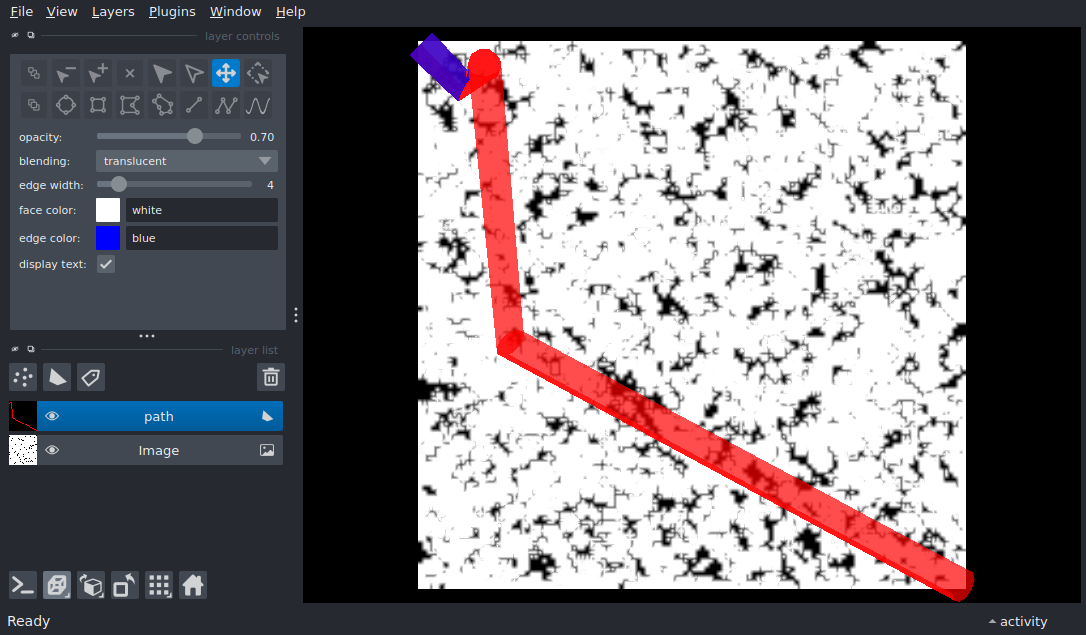 File View Layers Plugins Window Help
layer controls
opacity: 0.70
blending: translucent
edge width: 4
face color: white
edge color: blue
display text:
layer list
path
Image
Ready activity